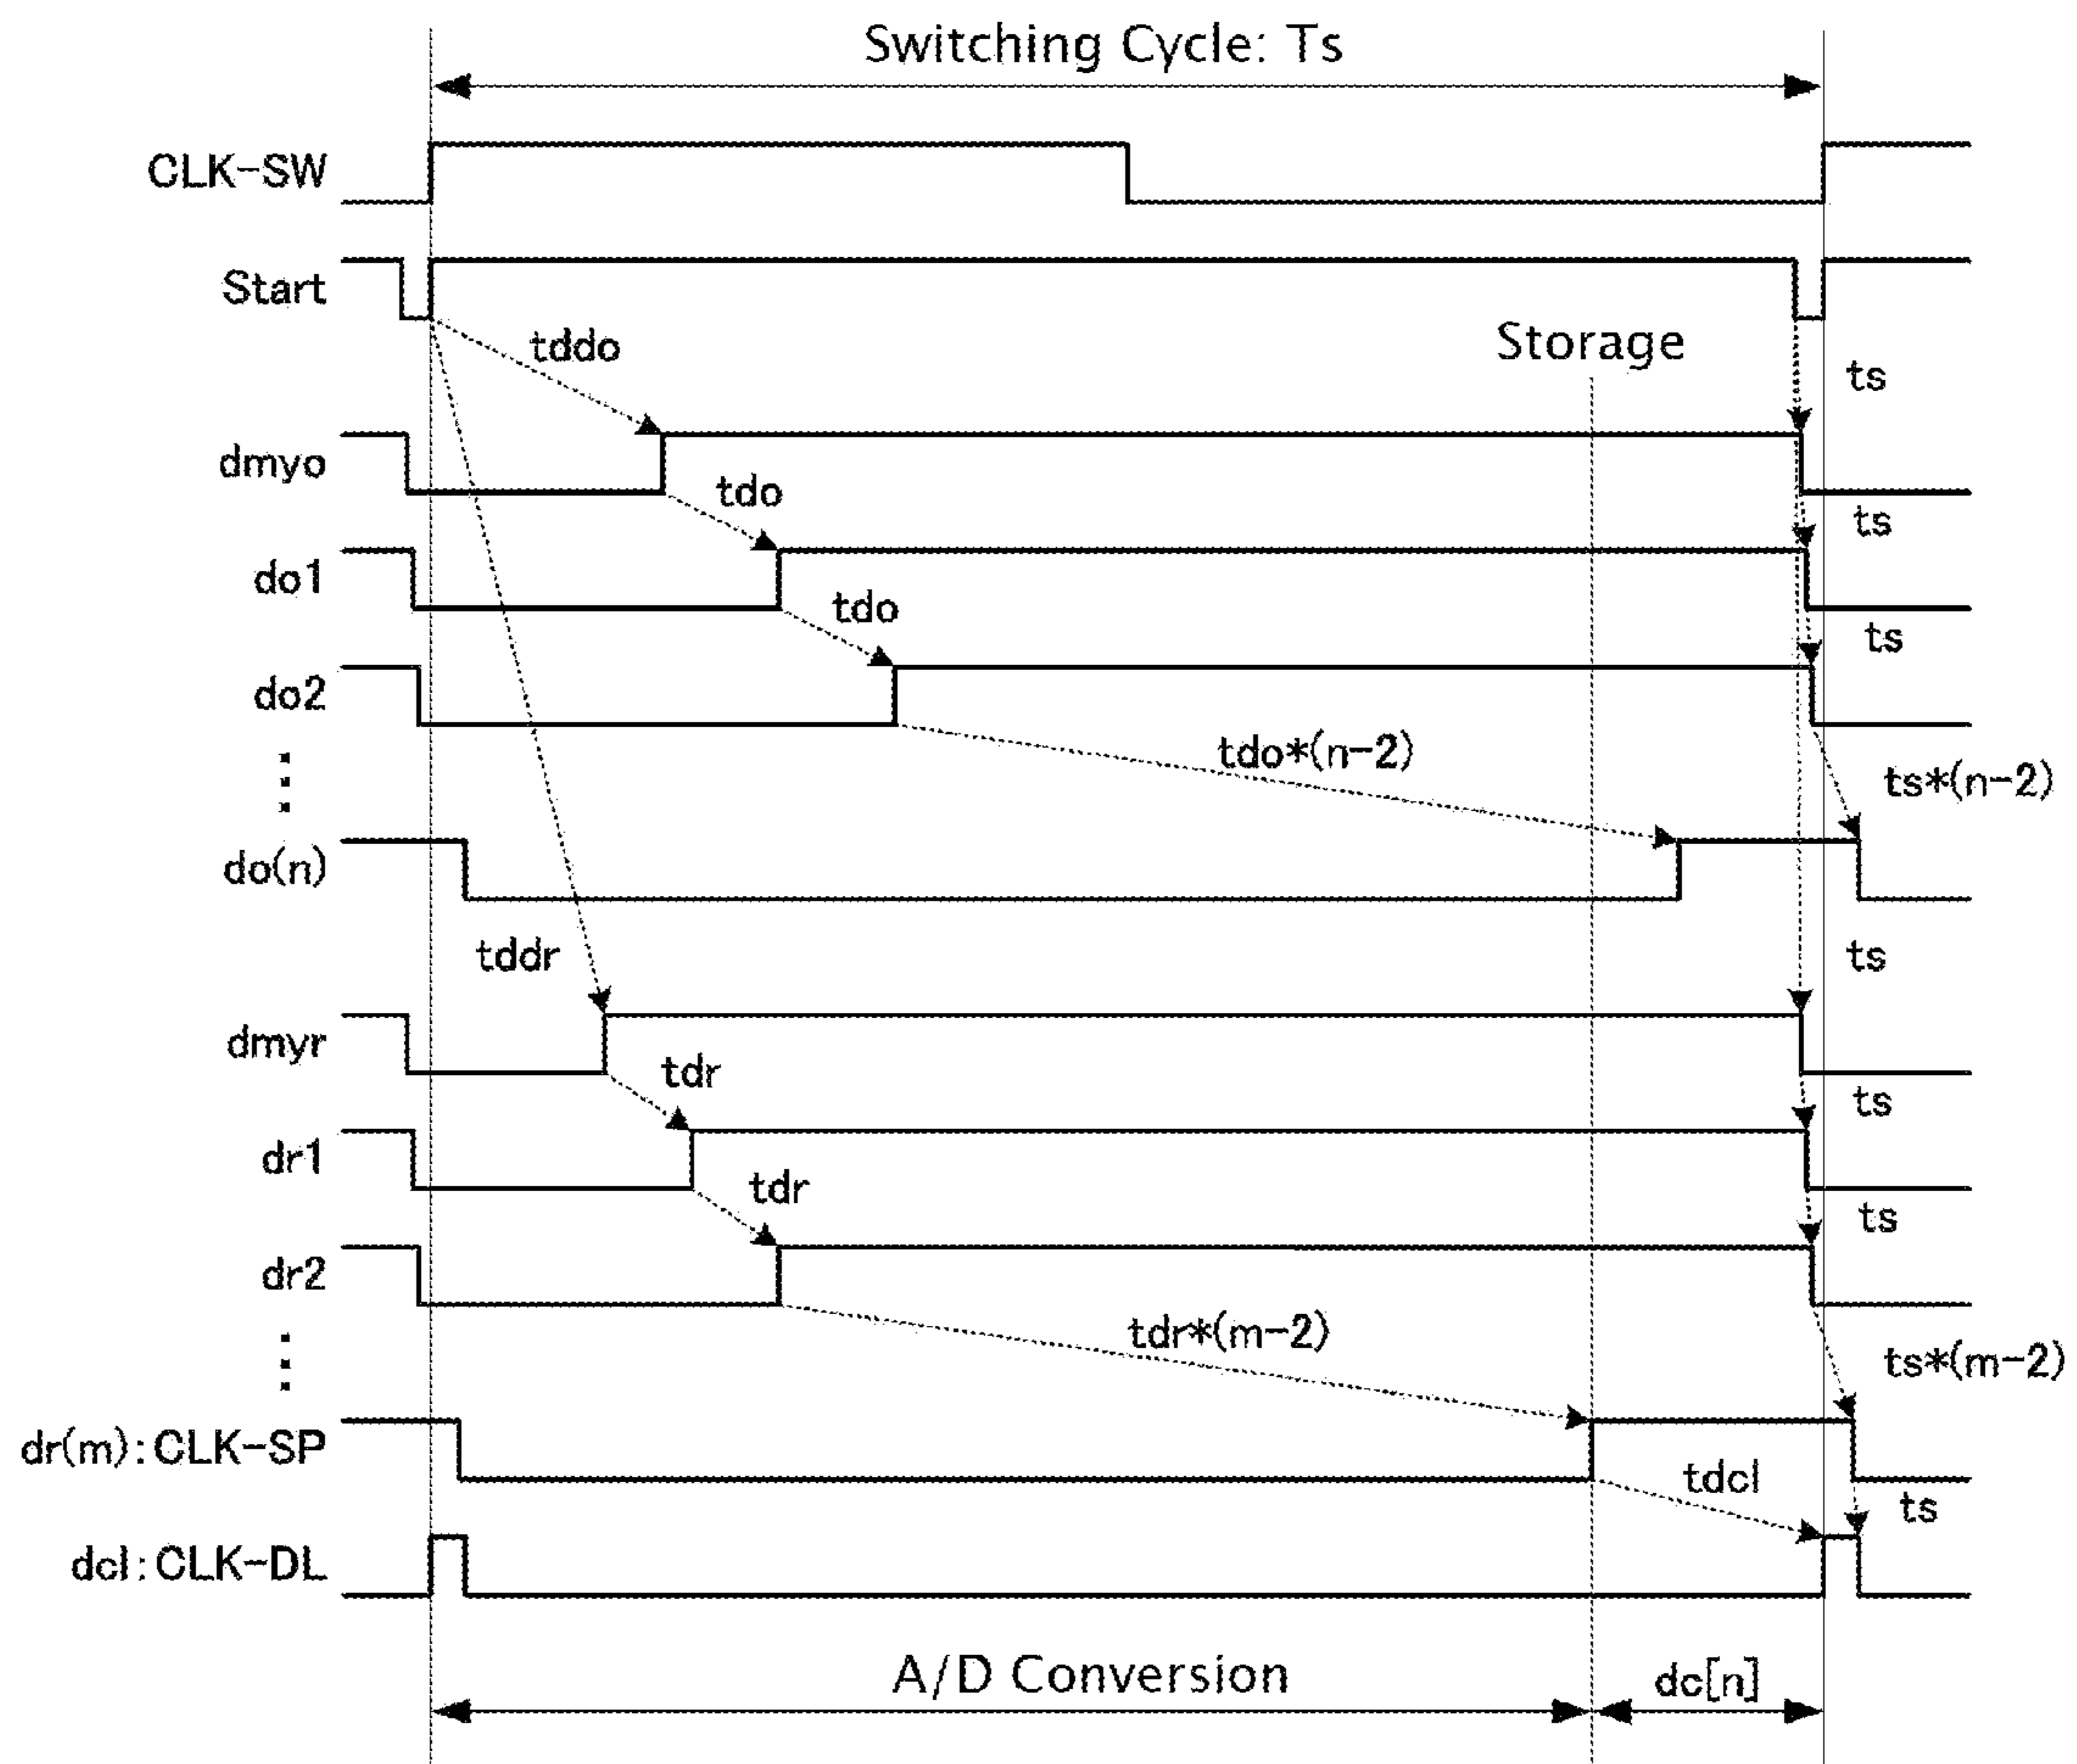 Switching Cycle: Ts
CLK-SW
Start
tddo
Storage
ts
dmyo
tdo
ts
do1
tdo
ts
do2
tdo*(n-2)
ts*(n-2)
do(n)
tddr
ts
dmyr
tdr
ts
dr1
tdr
ts
dr2
tdr*(m-2)
ts*(m-2)
dr(m):CLK-SP
tdcl
ts
dcl:CLK-DL
A/D Conversion
dc[n]